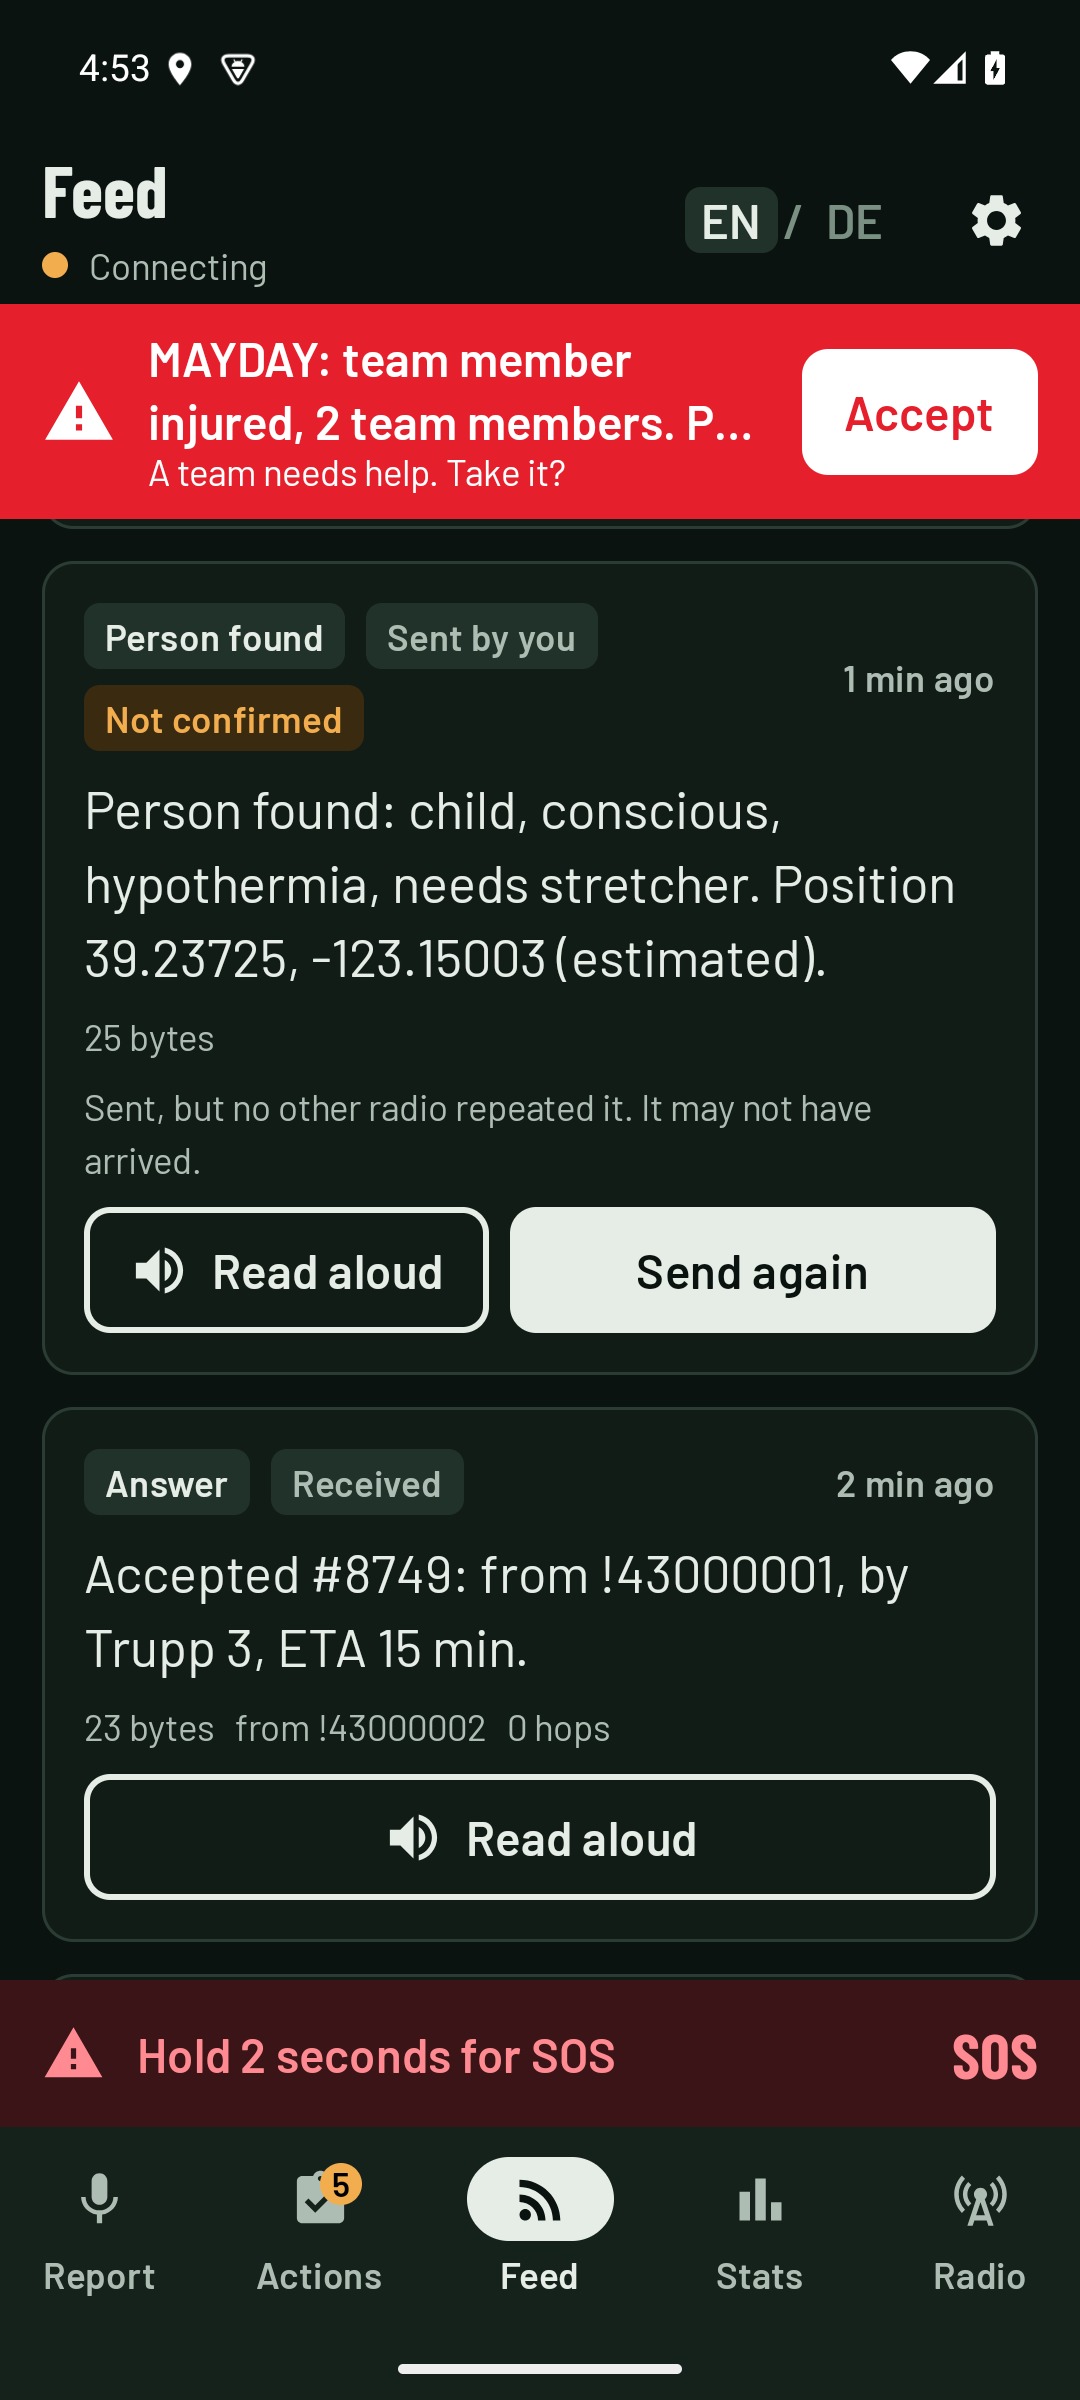 4:53
Feed
EN / DE
Connecting
MAYDAY: team member
injured, 2 team members. P...
A team needs help. Take it?
Accept
Person found
Sent by you
Not confirmed
1 min ago
Person found: child, conscious,
hypothermia, needs stretcher. Position
39.23725, -123.15003 (estimated).
25 bytes
Sent, but no other radio repeated it. It may not have
arrived.
Read aloud
Send again
Answer
Received
2 min ago
Accepted #8749: from !43000001, by
Trupp 3, ETA 15 min.
23 bytes from !43000002 0 hops
Read aloud
Hold 2 seconds for SOS
SOS
5
Report
Actions
Feed
Stats
Radio